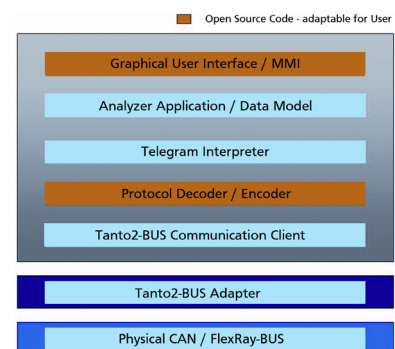 Open Source Code - adaptable for User
Graphical User Interface / MMI
Analyzer Application / Data Model
Telegram Interpreter
Protocol Decoder / Encoder
Tanto2-BUS Communication Client
Tanto2-BUS Adapter
Physical CAN / FlexRay-BUS